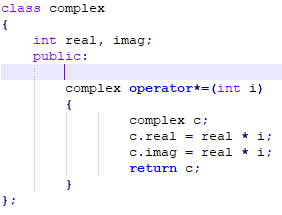 class complex
{
    int real, imag;
    public:

        complex operator*=(int i)
        {
                complex c;
                c.real = real * i;
                c.imag = real * i;
                return c;
        }
};